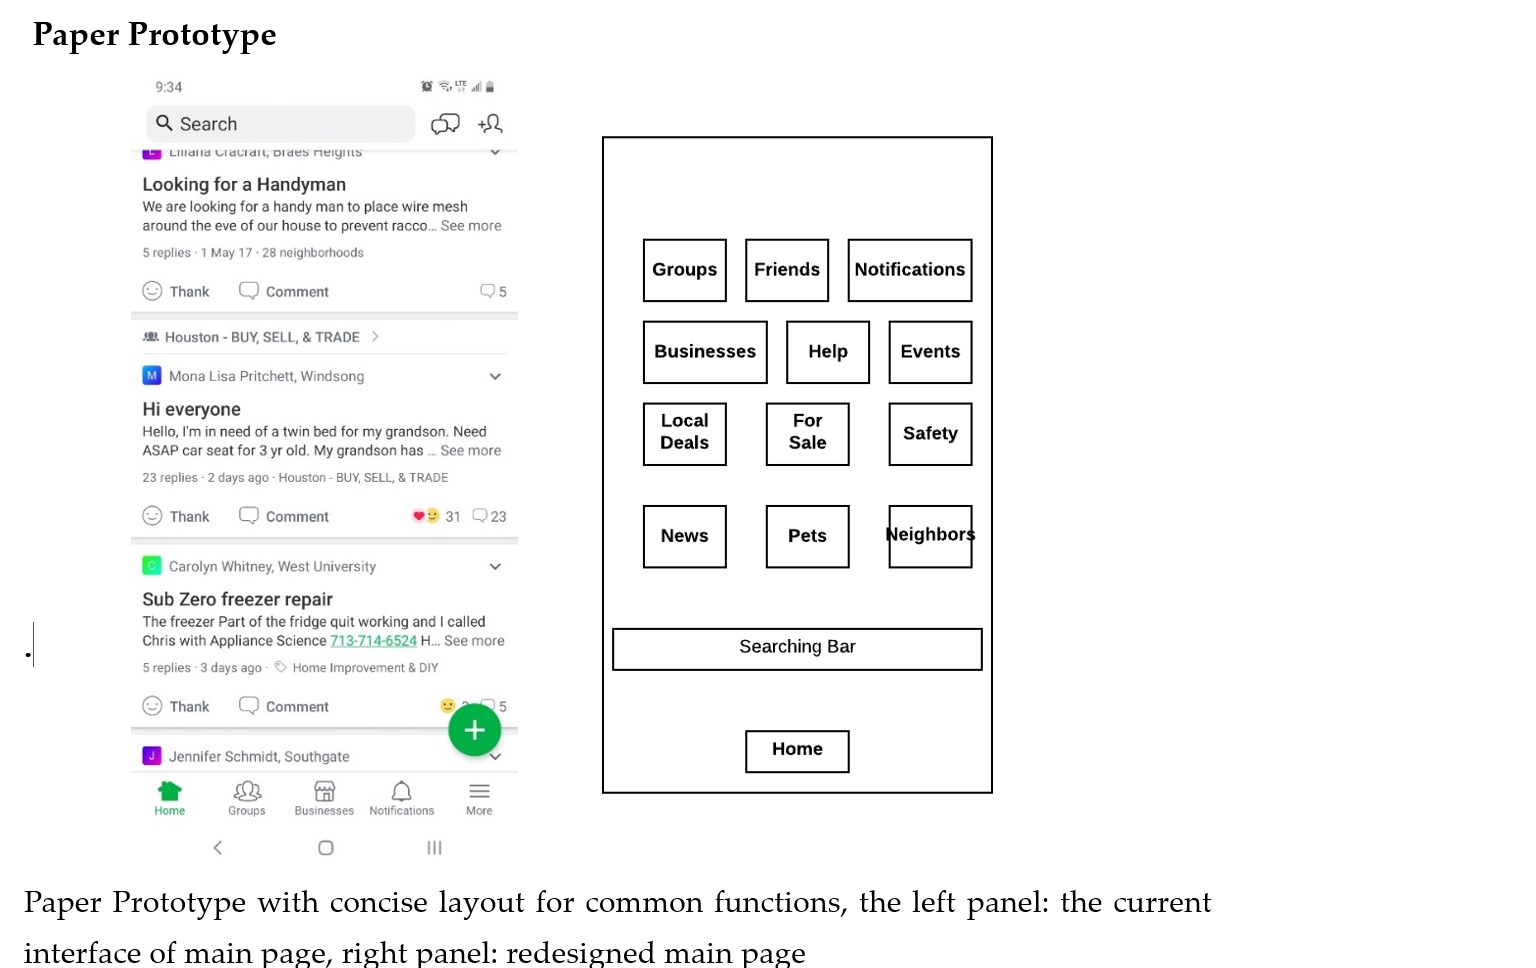 Paper Prototype
9:34
LTE
Search
Liliana Cracraft, Braes Heights
Looking for a Handyman
We are looking for a handy man to place wire mesh
around the eve of our house to prevent racco... See more
5 replies · 1 May 17 · 28 neighborhoods
Thank Comment 5
Houston - BUY, SELL, & TRADE >
M Mona Lisa Pritchett, Windsong
Hi everyone
Hello, I'm in need of a twin bed for my grandson. Need
ASAP car seat for 3 yr old. My grandson has ... See more
23 replies · 2 days ago · Houston - BUY, SELL, & TRADE
Thank Comment 31 23
C Carolyn Whitney, West University
Sub Zero freezer repair
The freezer Part of the fridge quit working and I called
Chris with Appliance Science 713-714-6524 H... See more
5 replies · 3 days ago · Home Improvement & DIY
Thank Comment 5
J Jennifer Schmidt, Southgate
Home Groups Businesses Notifications More
Groups Friends Notifications
Businesses Help Events
Local
Deals
For
Sale
Safety
News Pets Neighbors
Searching Bar
Home
.
Paper Prototype with concise layout for common functions, the left panel: the current
interface of main page, right panel: redesigned main page